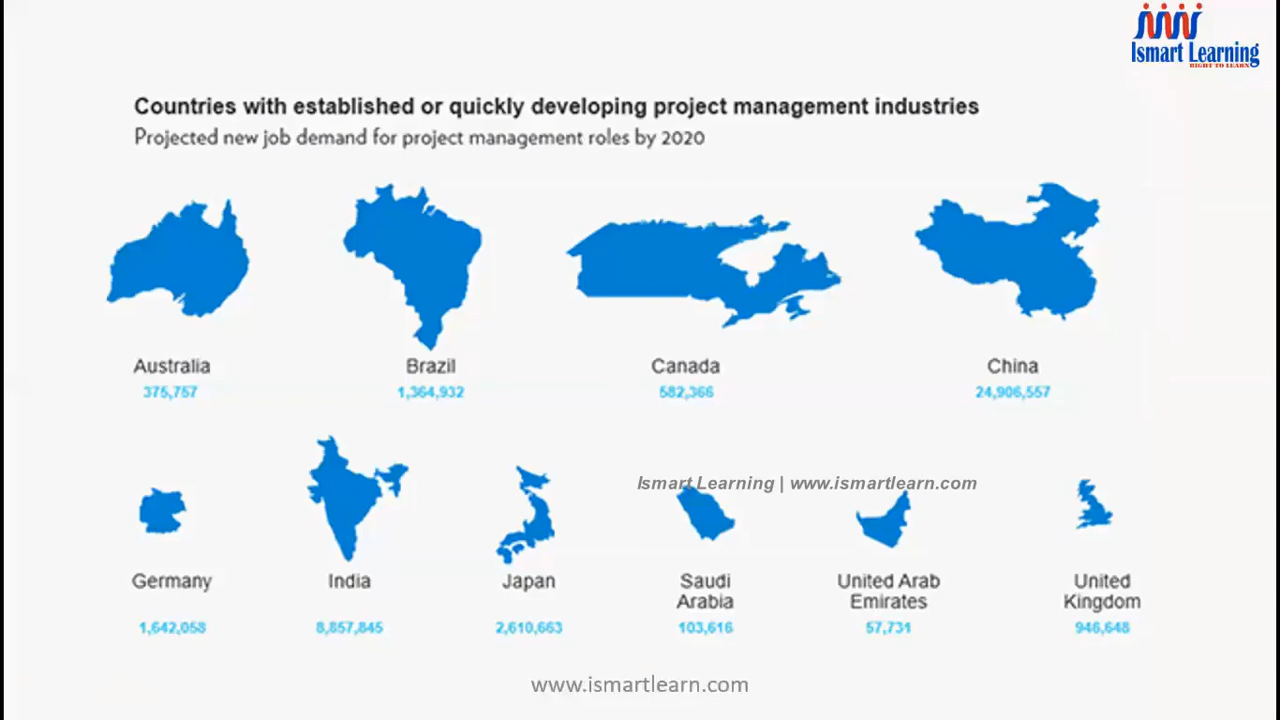 Ismart Learning
RIGHT TO LEARN
Countries with established or quickly developing project management industries
Projected new job demand for project management roles by 2020
Australia
375,757
Brazil
1,364,932
Canada
582,366
China
24,906,557
Ismart Learning | www.ismartlearn.com
Germany
1,642,058
India
8,857,845
Japan
2,610,663
Saudi
Arabia
103,616
United Arab
Emirates
57,731
United
Kingdom
946,648
www.ismartlearn.com